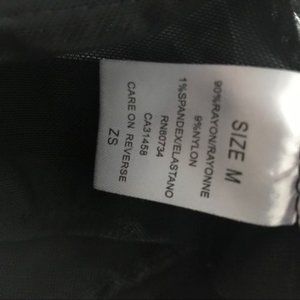 SIZE M
90%RAYON/RAYONNE
9%NYLON
1%SPANDEX/ELASTANO
RN80734
CA31458
CARE ON REVERSE
ZS